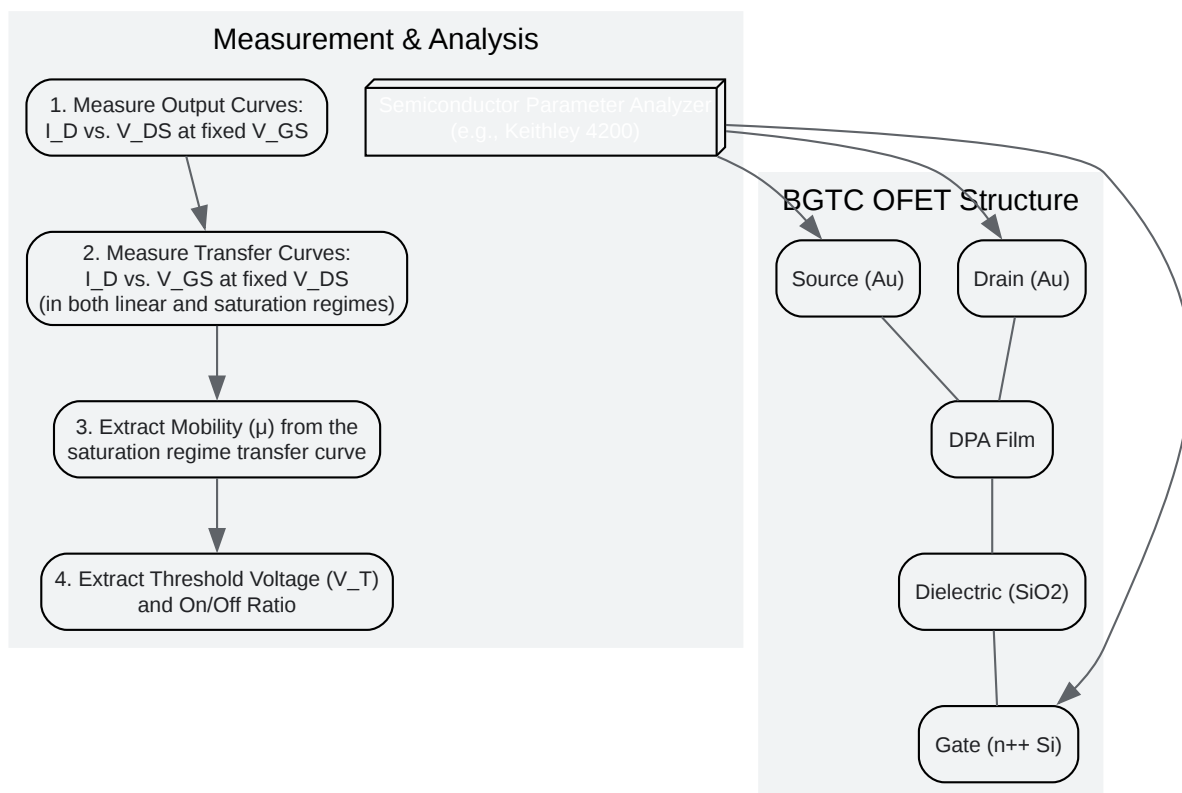 Measurement & Analysis
1. Measure Output Curves:
I_D vs. V_DS at fixed V_GS
Semiconductor Parameter Analyzer
(e.g., Keithley 4200)
2. Measure Transfer Curves:
I_D vs. V_GS at fixed V_DS
(in both linear and saturation regimes)
3. Extract Mobility (μ) from the
saturation regime transfer curve
4. Extract Threshold Voltage (V_T)
and On/Off Ratio
BGTC OFET Structure
Source (Au)
Drain (Au)
DPA Film
Dielectric (SiO2)
Gate (n++ Si)